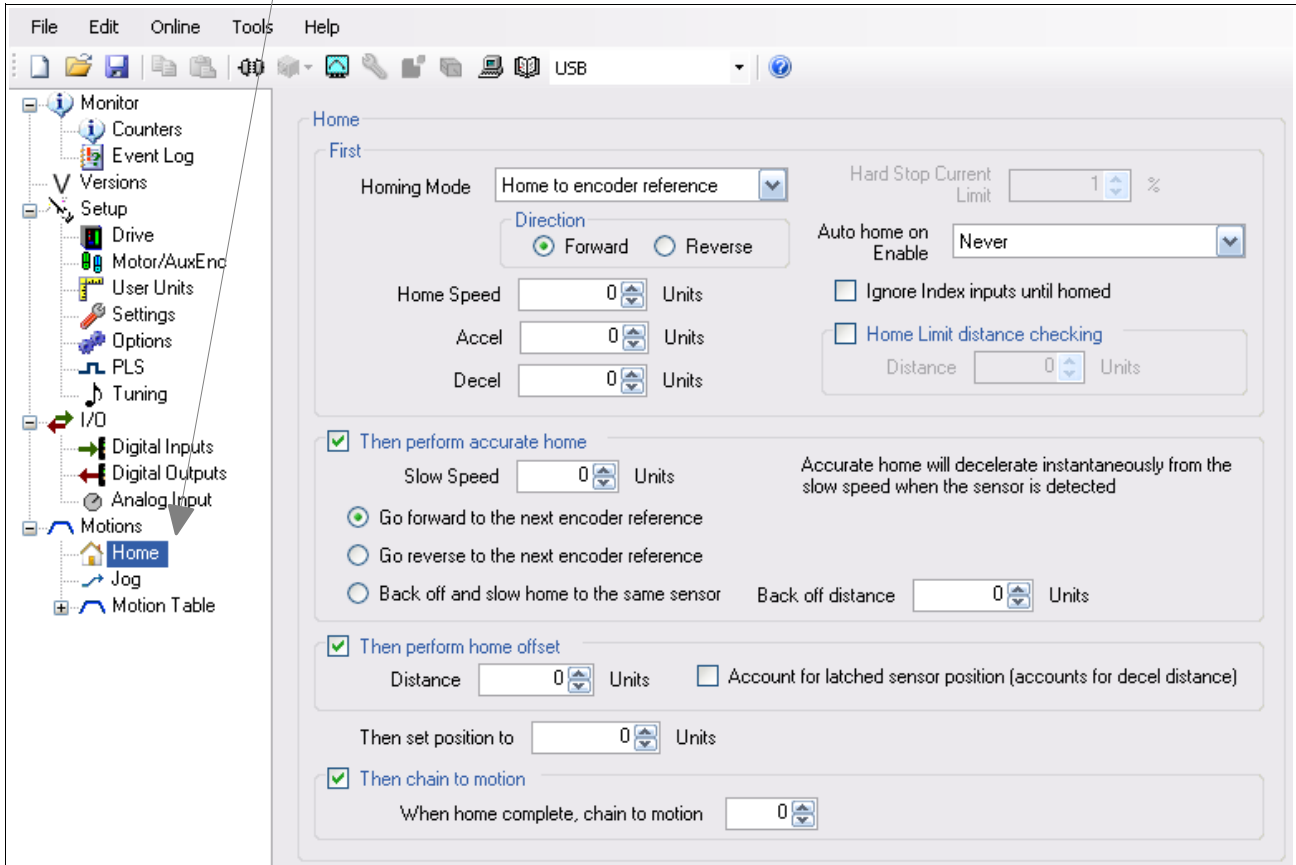 File Edit Online Tools Help
USB
Monitor
Counters
Event Log
Versions
Setup
Drive
Motor/AuxEnc
User Units
Settings
Options
PLS
Tuning
I/O
Digital Inputs
Digital Outputs
Analog Input
Motions
Home
Jog
Motion Table
Home
First
Homing Mode Home to encoder reference
Hard Stop Current Limit 1 %
Direction
Forward Reverse
Auto home on Enable Never
Home Speed 0 Units
Ignore Index inputs until homed
Accel 0 Units
Home Limit distance checking
Distance 0 Units
Decel 0 Units
Then perform accurate home
Slow Speed 0 Units
Accurate home will decelerate instantaneously from the
slow speed when the sensor is detected
Go forward to the next encoder reference
Go reverse to the next encoder reference
Back off and slow home to the same sensor Back off distance 0 Units
Then perform home offset
Distance 0 Units Account for latched sensor position (accounts for decel distance)
Then set position to 0 Units
Then chain to motion
When home complete, chain to motion 0